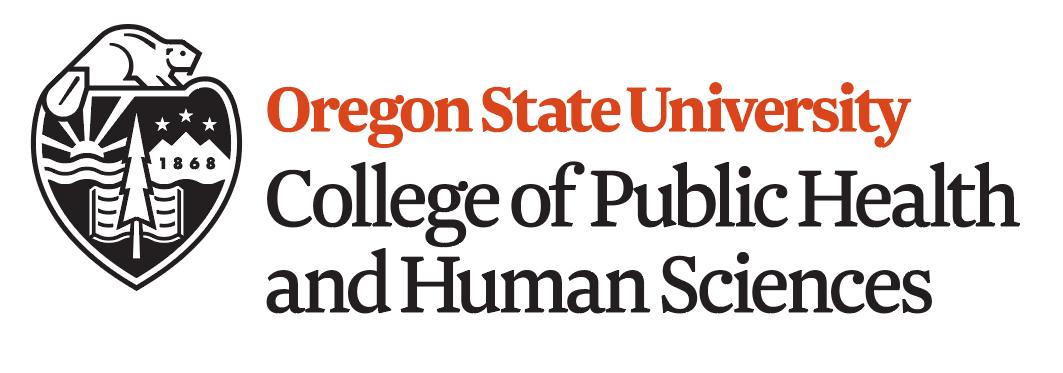 1868
Oregon State University
College of Public Health
and Human Sciences